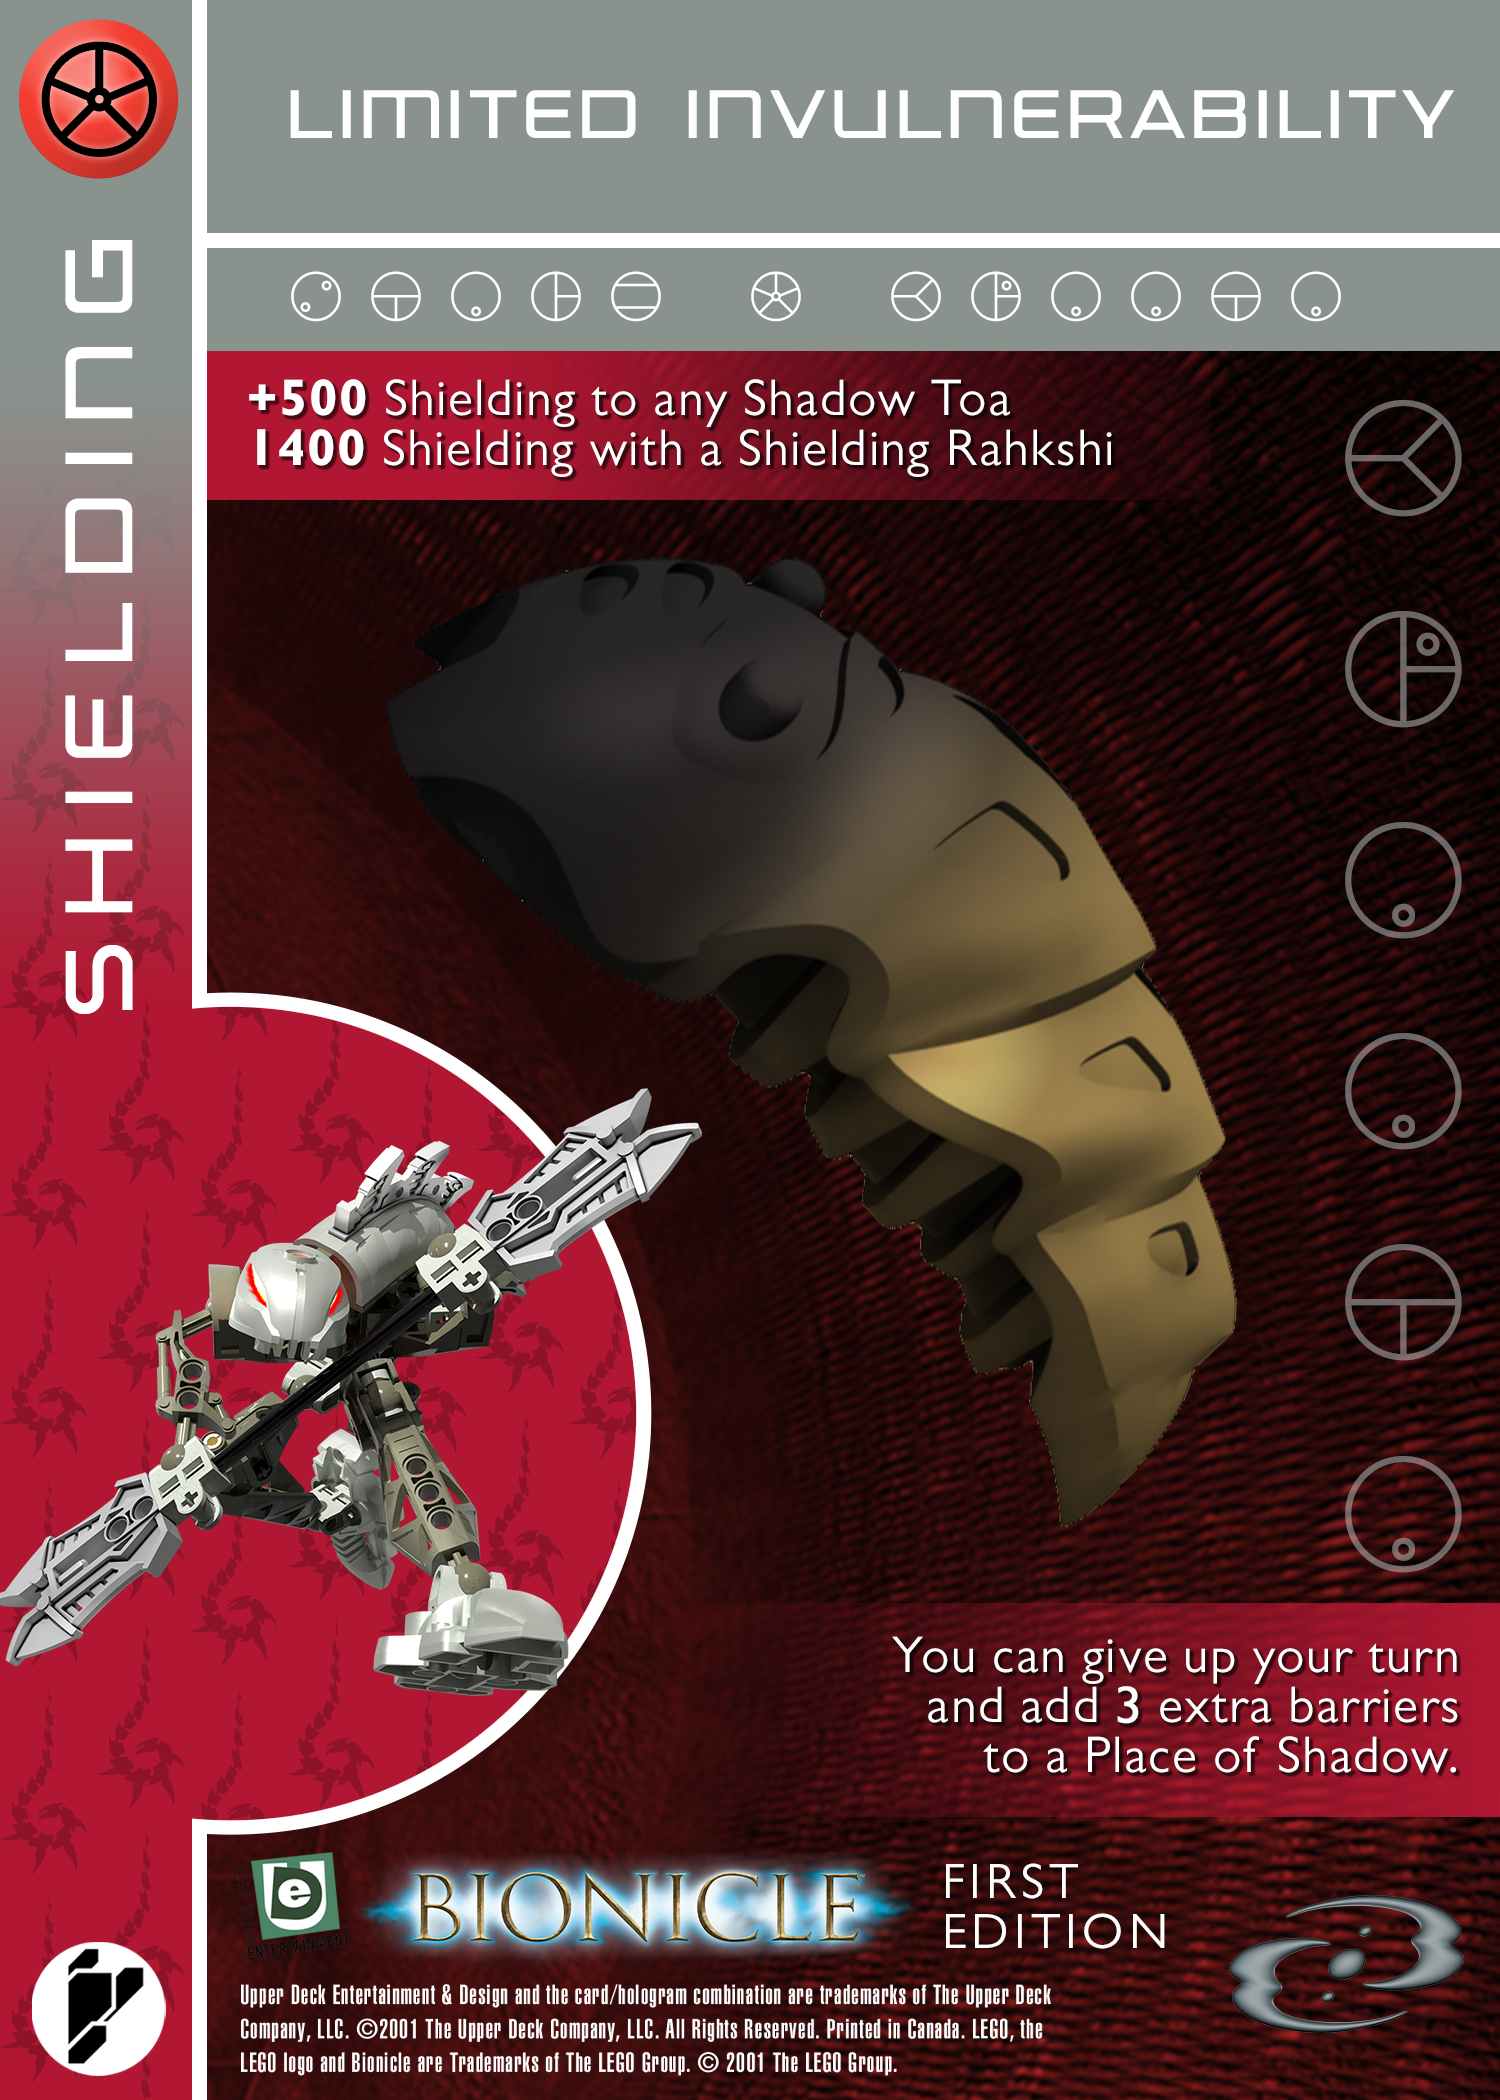 LIMITED INVULNERABILITY
SHIELDING
+500 Shielding to any Shadow Toa
1400 Shielding with a Shielding Rahkshi
You can give up your turn
and add 3 extra barriers
to a Place of Shadow.
de
ENTERTAINMENT
BIONICLE
FIRST
EDITION
Upper Deck Entertainment & Design and the card/hologram combination are trademarks of The Upper Deck
Company, LLC. ©2001 The Upper Deck Company, LLC. All Rights Reserved. Printed in Canada. LEGO, the
LEGO logo and Bionicle are Trademarks of The LEGO Group. © 2001 The LEGO Group.